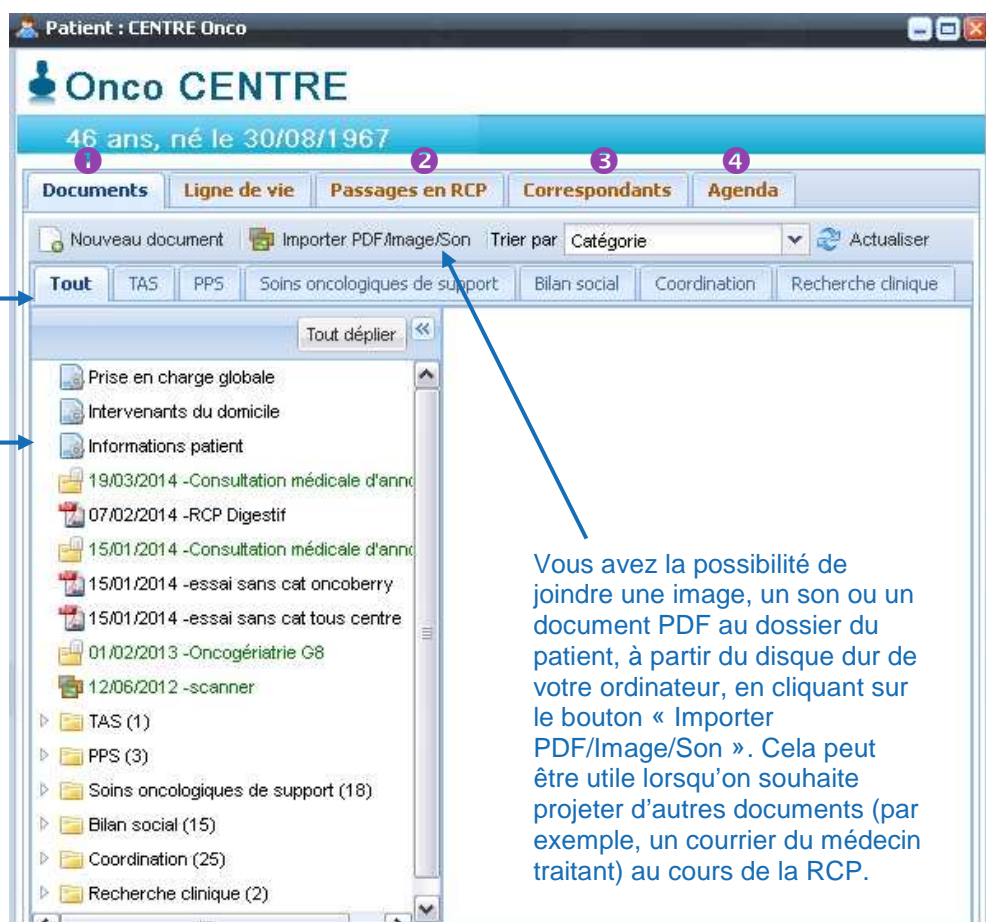 Patient : CENTRE Onco
Onco CENTRE
46 ans, né le 30/08/1967
1 2 3 4
Documents Ligne de vie Passages en RCP Correspondants Agenda
Nouveau document Importer PDF/Image/Son Trier par Catégorie Actualiser
Tout TAS PPS Soins oncologiques de support Bilan social Coordination Recherche clinique
Tout déplier
Prise en charge globale
Intervenants du domicile
Informations patient
19/03/2014 -Consultation médicale d'anno
07/02/2014 -RCP Digestif
15/01/2014 -Consultation médicale d'anno
15/01/2014 -essai sans cat oncoberry
15/01/2014 -essai sans cat tous centre
01/02/2013 -Oncogériatrie G8
12/06/2012 -scanner
TAS (1)
PPS (3)
Soins oncologiques de support (18)
Bilan social (15)
Coordination (25)
Recherche clinique (2)
Vous avez la possibilité de
joindre une image, un son ou un
document PDF au dossier du
patient, à partir du disque dur de
votre ordinateur, en cliquant sur
le bouton « Importer
PDF/Image/Son ». Cela peut
être utile lorsqu'on souhaite
projeter d'autres documents (par
exemple, un courrier du médecin
traitant) au cours de la RCP.